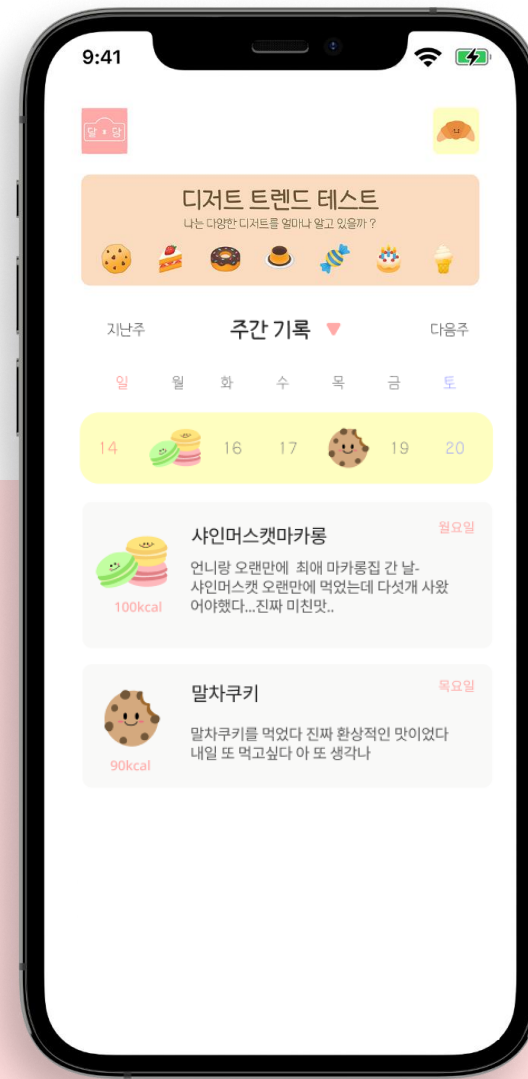 9:41
달 당
디저트 트렌드 테스트
나는 다양한 디저트를 얼마나 알고 있을까 ?
지난주 주간 기록 다음주
일 월 화 수 목 금 토
14 16 17 19 20
샤인머스캣마카롱 월요일
언니랑 오랜만에 최애 마카롱집 간 날-
샤인머스캣 오랜만에 먹었는데 다섯개 사왔
어야했다...진짜 미친맛..
100kcal
말차쿠키 목요일
말차쿠키를 먹었다 진짜 환상적인 맛이었다
내일 또 먹고싶다 아 또 생각나
90kcal